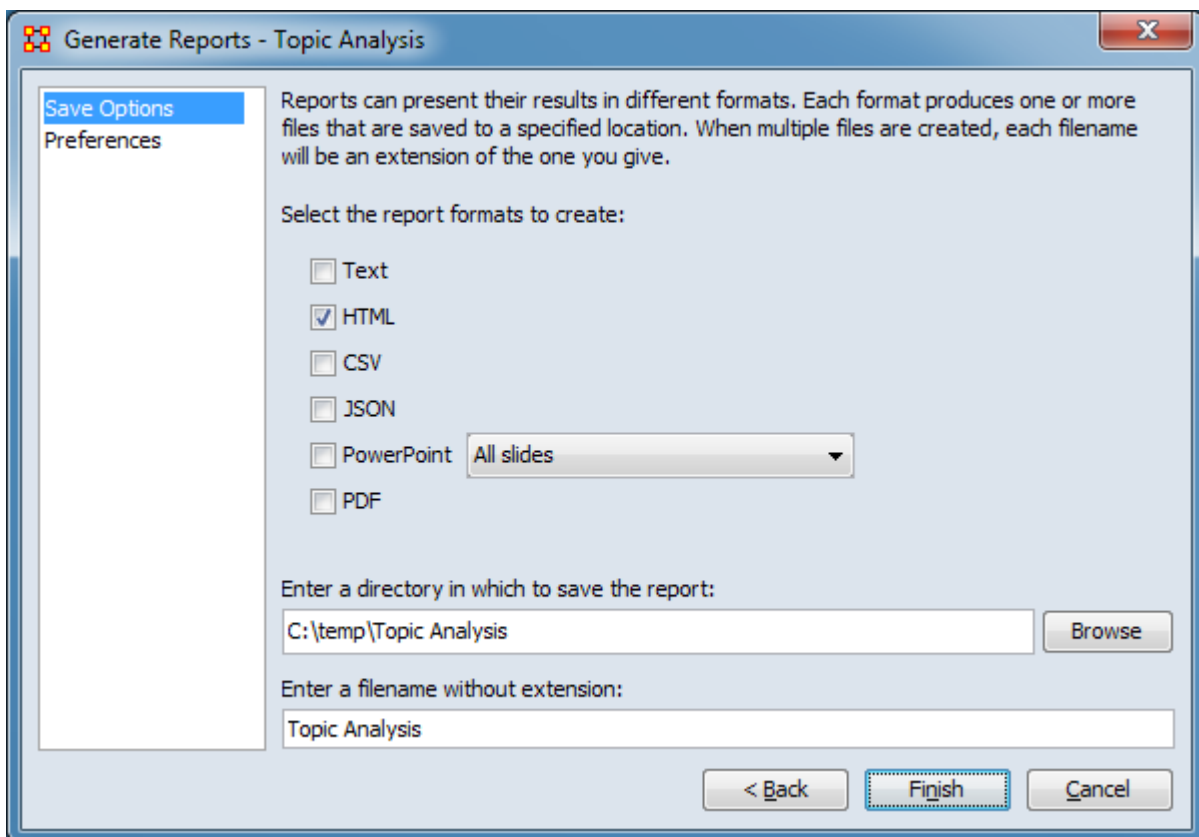 Generate Reports - Topic Analysis
X
Save Options
Preferences
Reports can present their results in different formats. Each format produces one or more
files that are saved to a specified location. When multiple files are created, each filename
will be an extension of the one you give.
Select the report formats to create:
Text
HTML
CSV
JSON
PowerPoint All slides
PDF
Enter a directory in which to save the report:
C:\temp\Topic Analysis Browse
Enter a filename without extension:
Topic Analysis
< Back Finish Cancel